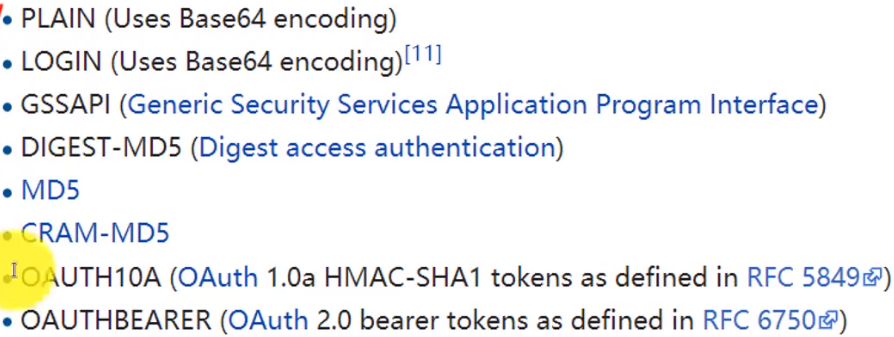 PLAIN (Uses Base64 encoding)
LOGIN (Uses Base64 encoding)[11]
GSSAPI (Generic Security Services Application Program Interface)
DIGEST-MD5 (Digest access authentication)
MD5
CRAM-MD5
OAUTH10A (OAuth 1.0a HMAC-SHA1 tokens as defined in RFC 5849)
OAUTHBEARER (OAuth 2.0 bearer tokens as defined in RFC 6750)